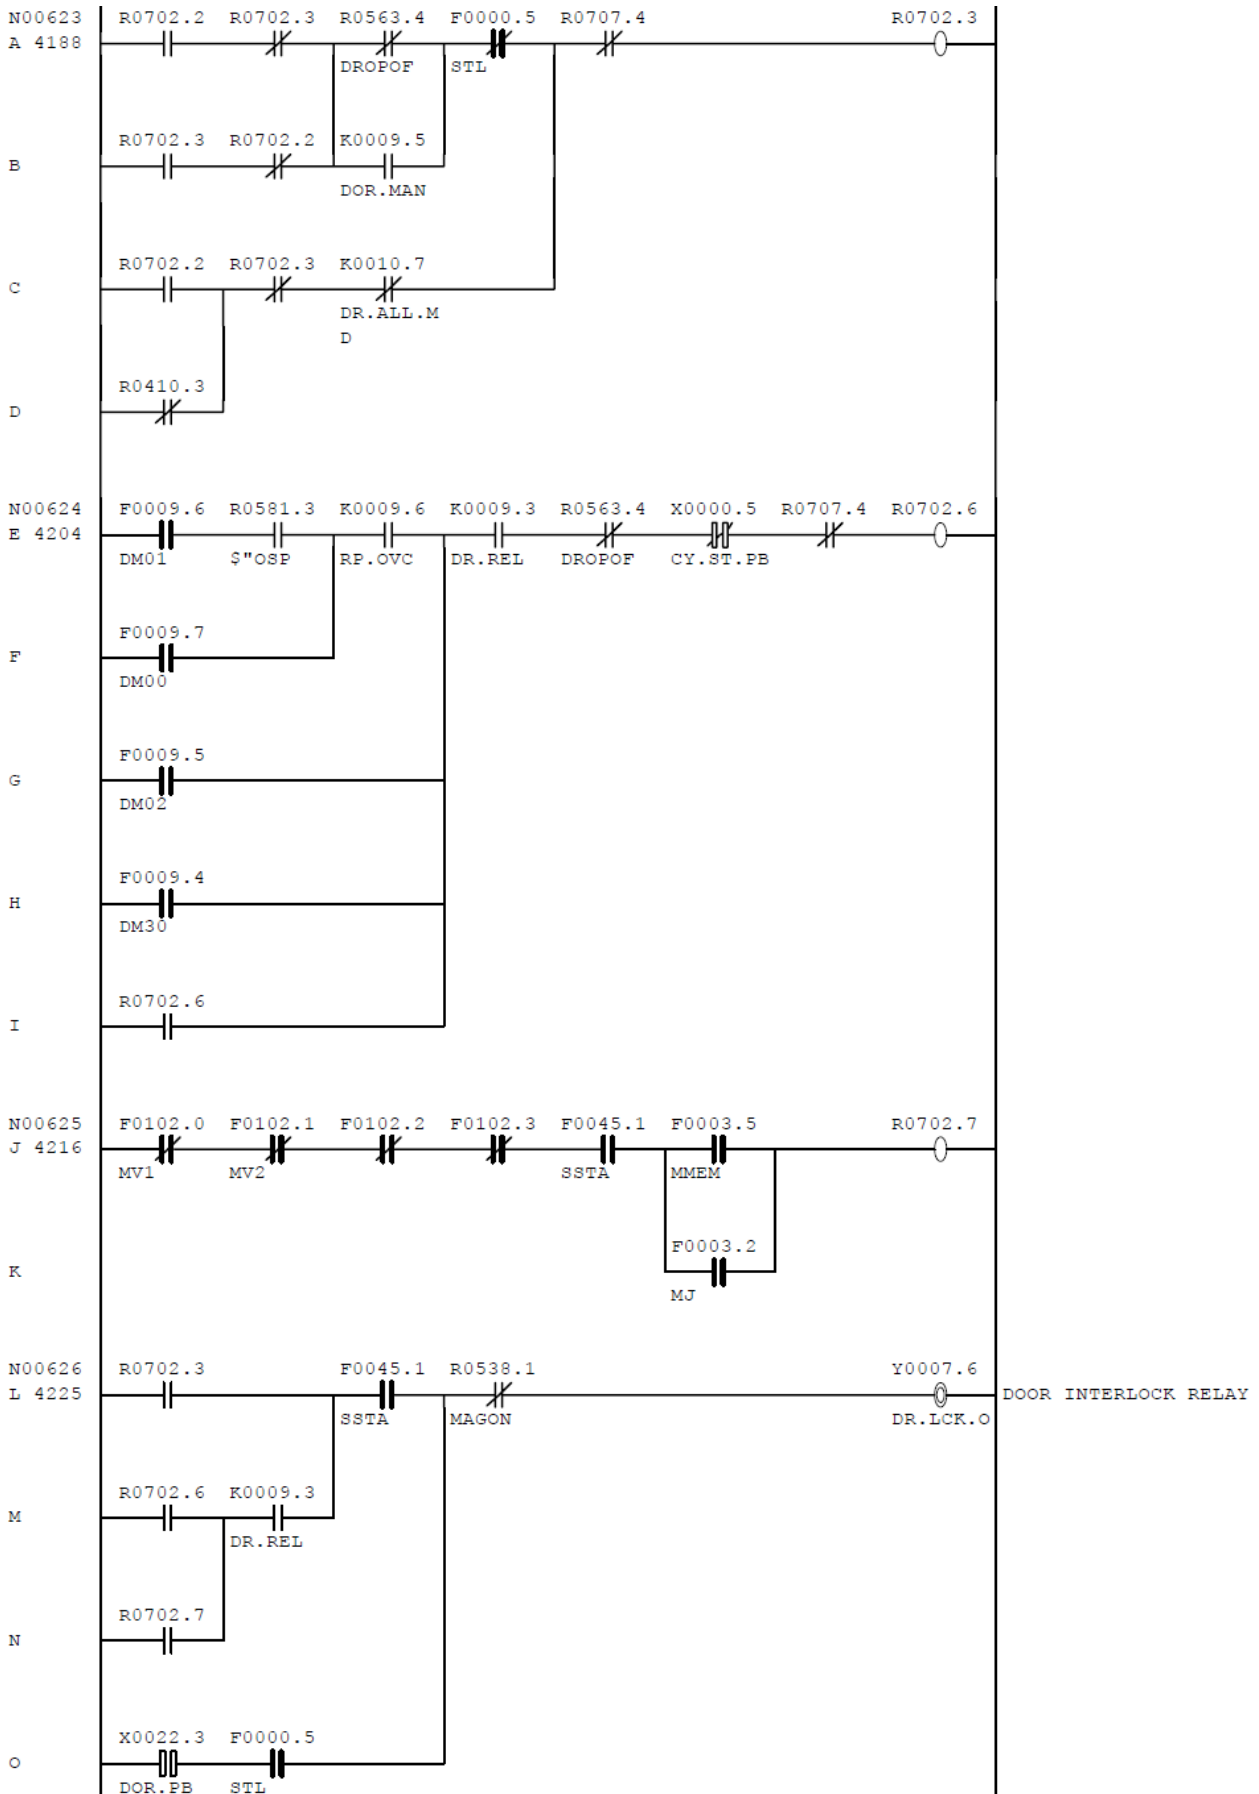 N00623 R0702.2 R0702.3 R0563.4 F0000.5 R0707.4 R0702.3
A 4188
DROPOF STL
R0702.3 R0702.2 K0009.5
B
DOR.MAN
R0702.2 R0702.3 K0010.7
C
DR.ALL.M
D
R0410.3
D
N00624 F0009.6 R0581.3 K0009.6 K0009.3 R0563.4 X0000.5 R0707.4 R0702.6
E 4204
DM01 $"OSP RP.OVC DR.REL DROPOF CY.ST.PB
F0009.7
F
DM00
F0009.5
G
DM02
F0009.4
H
DM30
R0702.6
I
N00625 F0102.0 F0102.1 F0102.2 F0102.3 F0045.1 F0003.5 R0702.7
J 4216
MV1 MV2 SSTA MMEM
F0003.2
K
MJ
N00626 R0702.3 F0045.1 R0538.1 Y0007.6
L 4225 DOOR INTERLOCK RELAY
SSTA MAGON DR.LCK.O
R0702.6 K0009.3
M
DR.REL
R0702.7
N
X0022.3 F0000.5
O
DOR.PB STL